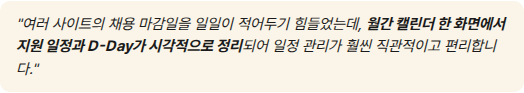 "여러 사이트의 채용 마감일을 일일이 적어두기 힘들었는데, 월간 캘린더 한 화면에서
지원 일정과 D-Day가 시각적으로 정리되어 일정 관리가 훨씬 직관적이고 편리합니
다."